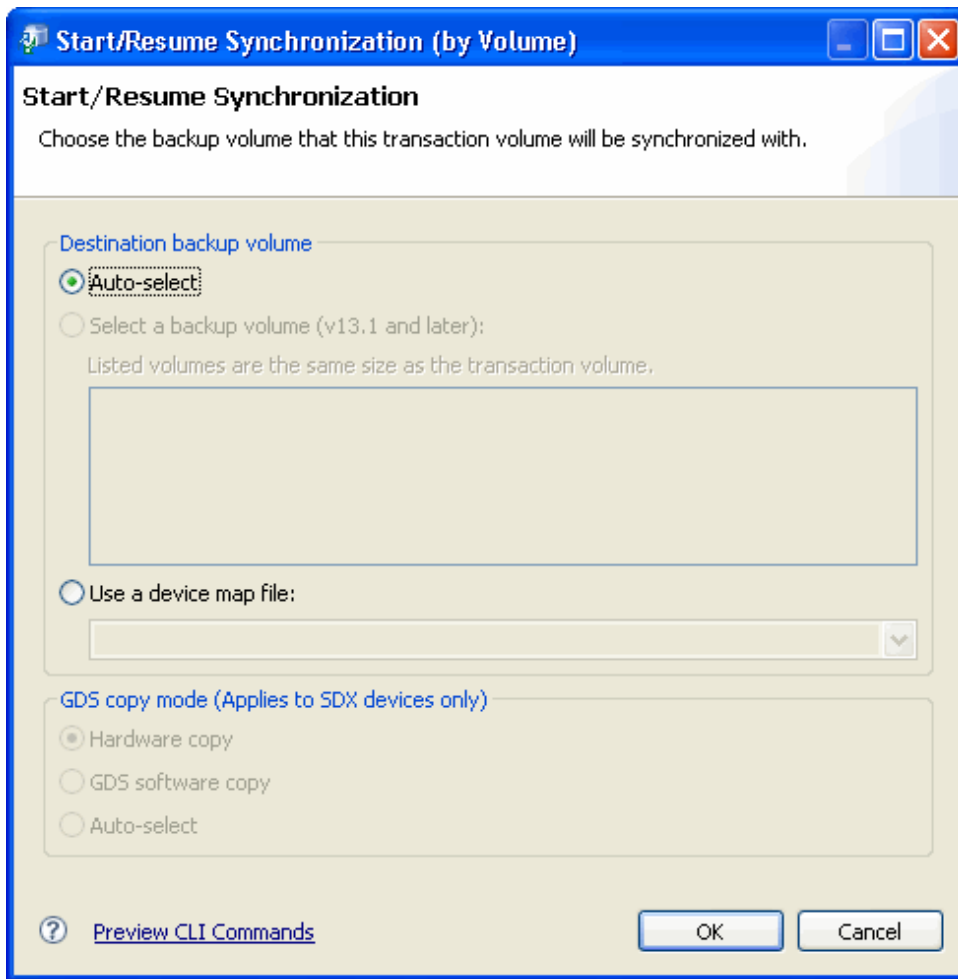 Start/Resume Synchronization (by Volume)
Start/Resume Synchronization
Choose the backup volume that this transaction volume will be synchronized with.
Destination backup volume
Auto-select
Select a backup volume (v13.1 and later):
Listed volumes are the same size as the transaction volume.
Use a device map file:
GDS copy mode (Applies to SDX devices only)
Hardware copy
GDS software copy
Auto-select
? Preview CLI Commands OK Cancel